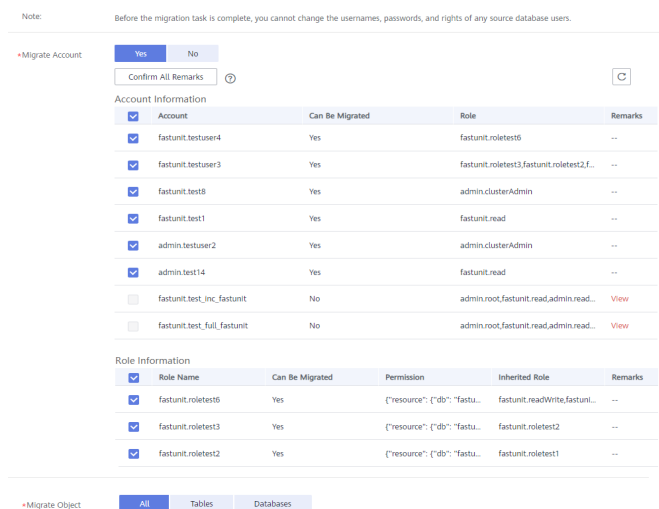 Note: Before the migration task is complete, you cannot change the usernames, passwords, and rights of any source database users.
*Migrate Account Yes No
Confirm All Remarks ?
Account Information
Account Can Be Migrated Role Remarks
fastunit.testuser4 Yes fastunit.roletest6 --
fastunit.testuser3 Yes fastunit.roletest3,fastunit.roletest2,f... --
fastunit.test8 Yes admin.clusterAdmin --
fastunit.test1 Yes fastunit.read --
admin.testuser2 Yes admin.clusterAdmin --
admin.test14 Yes fastunit.read --
fastunit.test_inc_fastunit No admin.root,fastunit.read,admin.read... View
fastunit.test_full_fastunit No admin.root,fastunit.read,admin.read... View
Role Information
Role Name Can Be Migrated Permission Inherited Role Remarks
fastunit.roletest6 Yes {"resource": {"db": "fastu... fastunit.readWrite,fastuni... --
fastunit.roletest3 Yes {"resource": {"db": "fastu... fastunit.roletest2 --
fastunit.roletest2 Yes {"resource": {"db": "fastu... fastunit.roletest1 --
*Migrate Object All Tables Databases